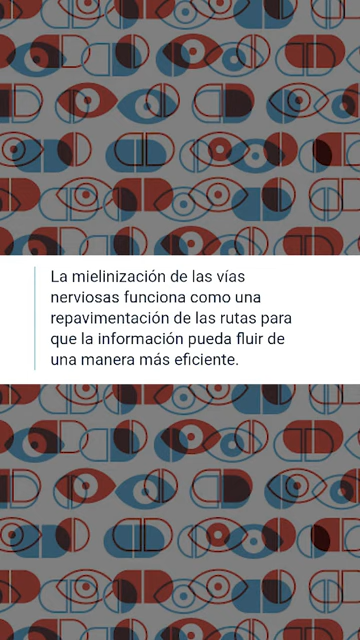 La mielinización de las vías
nerviosas funciona como una
repavimentación de las rutas para
que la información pueda fluir de
una manera más eficiente.